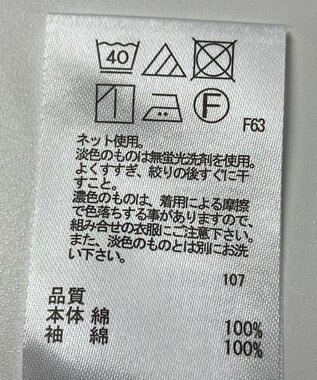 40
F
F63
ネット使用。
淡色のものは無蛍光洗剤を使用。
よくすすぎ、絞りの後すぐに干
すこと。
濃色のものは、着用による摩擦
で色落ちする事がありますので、
組み合せの衣服にご注意下さい。
また、淡色のものとは別にお洗
い下さい。
107
品質
本体 綿 100%
袖 綿 100%